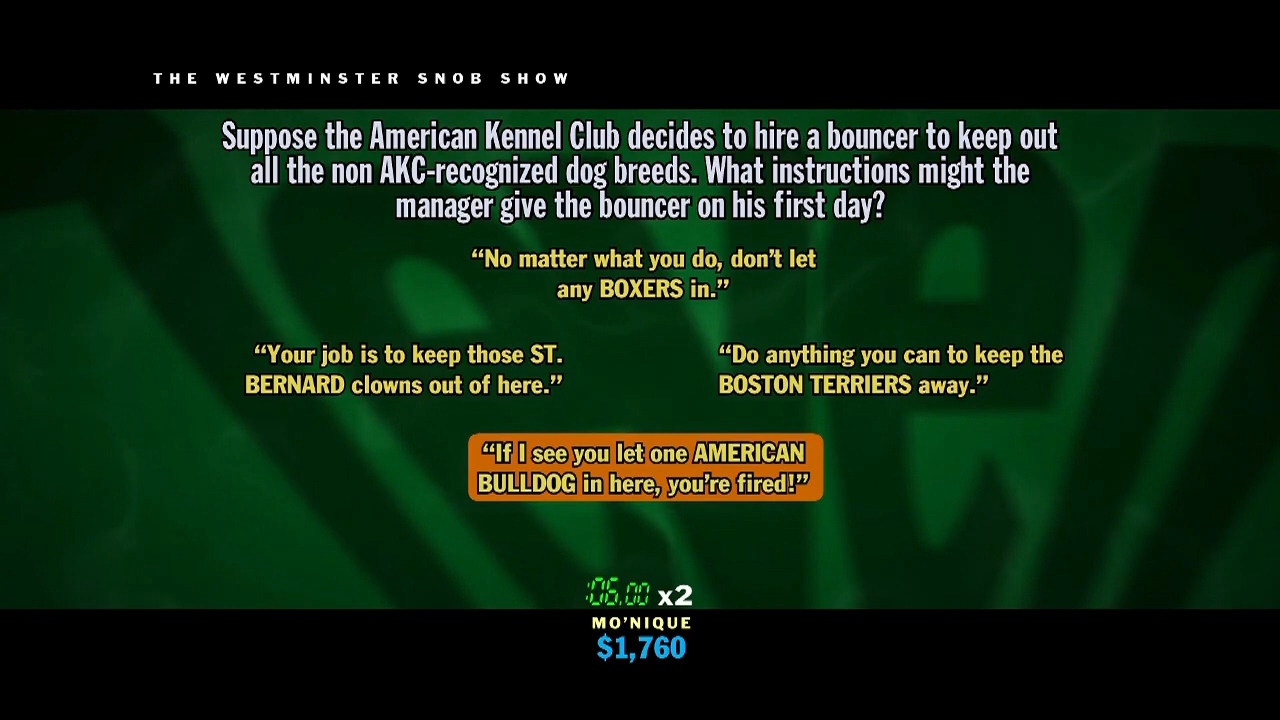 THE WESTMINSTER SNOB SHOW
Suppose the American Kennel Club decides to hire a bouncer to keep out
all the non AKC-recognized dog breeds. What instructions might the
manager give the bouncer on his first day?
“No matter what you do, don’t let
any BOXERS in.”
“Your job is to keep those ST.
BERNARD clowns out of here.”
“Do anything you can to keep the
BOSTON TERRIERS away.”
“If I see you let one AMERICAN
BULLDOG in here, you’re fired!”
:06.00 x2
MO’NIQUE
$1,760